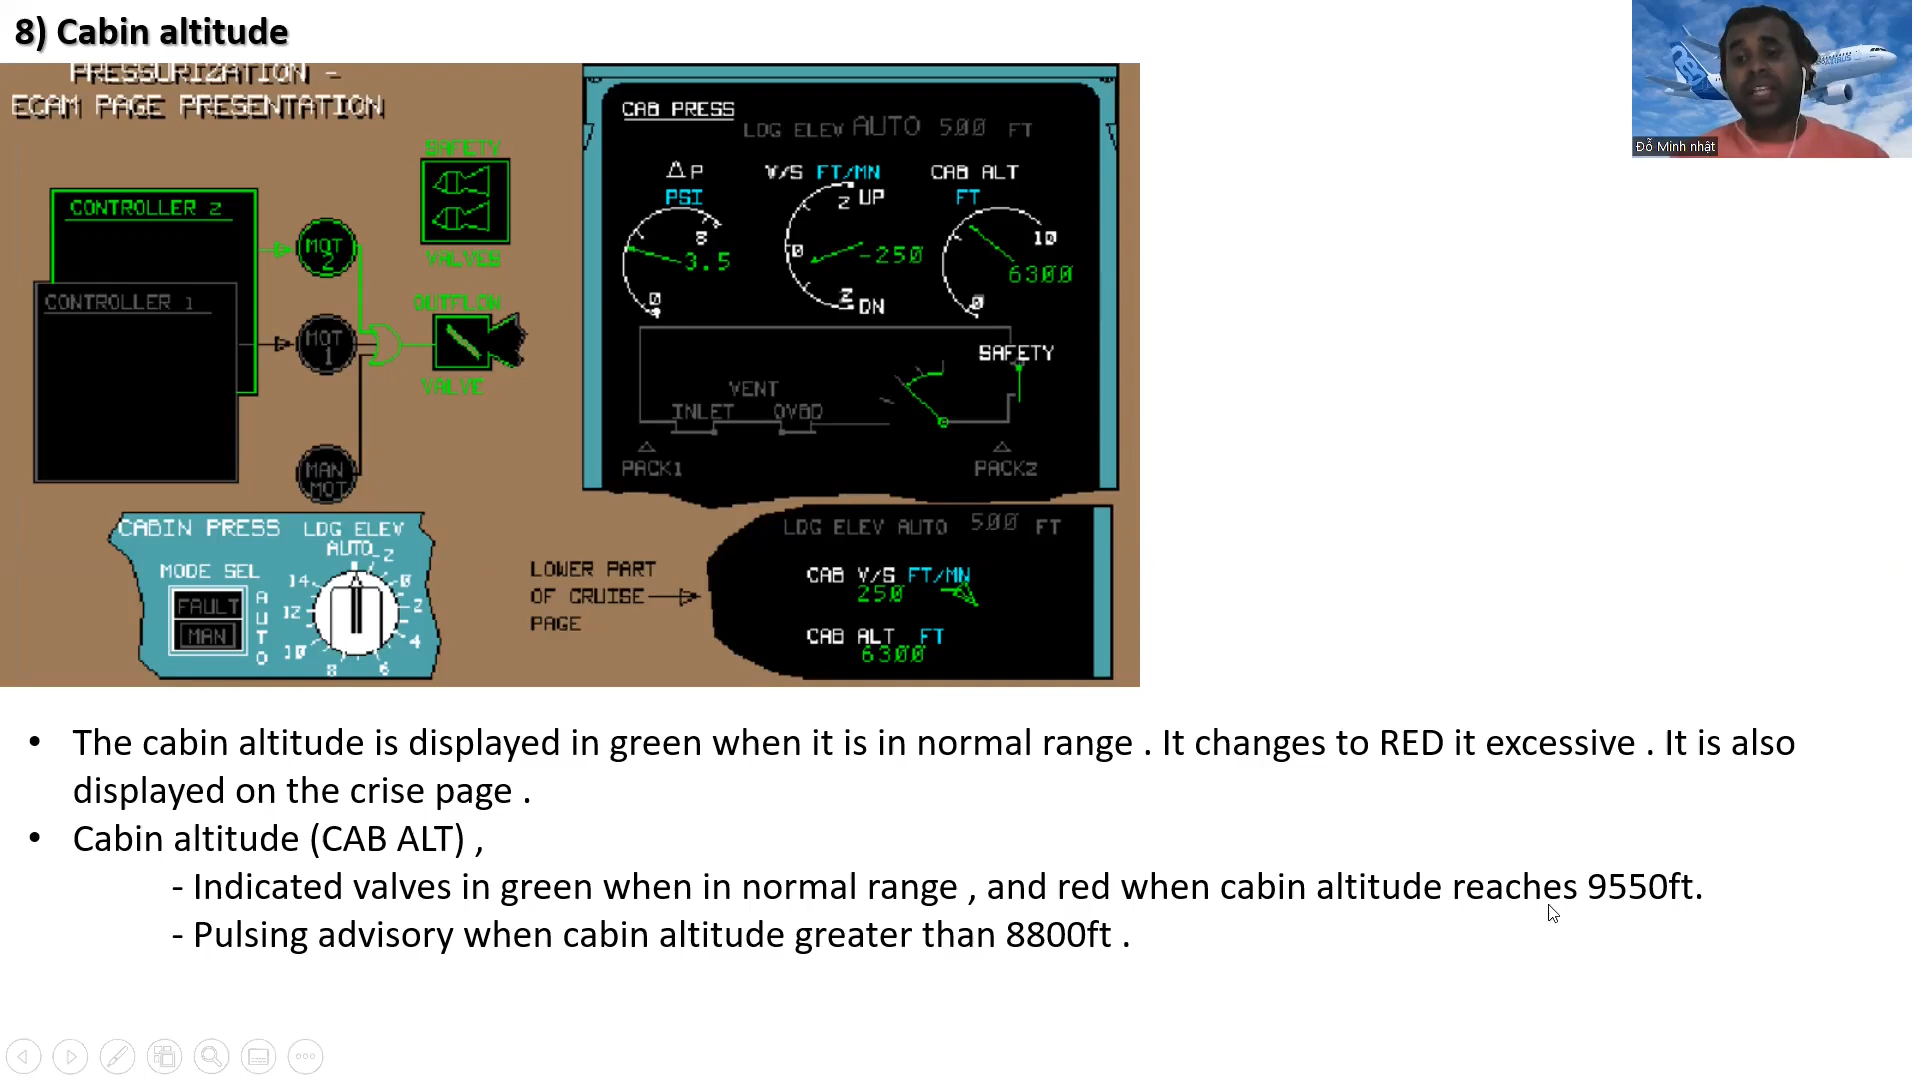 8) Cabin altitude
PRESSURIZATION -
ECAM PAGE PRESENTATION
Đỗ Minh nhật
SAFETY
VALVES
CONTROLLER 2
CONTROLLER 1
MOT
2
MOT
1
MAN
MOT
OUTFLOW
VALVE
CAB PRESS
LDG ELEV AUTO 500 FT
ΔP
PSI
8
3.5
0
V/S FT/MN
2 UP
0
-250
2 DN
CAB ALT
FT
10
6300
0
SAFETY
VENT
INLET OVBD
PACK1 PACK2
CABIN PRESS LDG ELEV
AUTO
MODE SEL
FAULT
MAN
AUTO
-2
0
2
4
6
8
10
12
14
LOWER PART
OF CRUISE
PAGE
LDG ELEV AUTO 500 FT
CAB V/S FT/MN
250
CAB ALT FT
6300
• The cabin altitude is displayed in green when it is in normal range . It changes to RED it excessive . It is also
displayed on the crise page .
• Cabin altitude (CAB ALT) ,
- Indicated valves in green when in normal range , and red when cabin altitude reaches 9550ft.
- Pulsing advisory when cabin altitude greater than 8800ft .